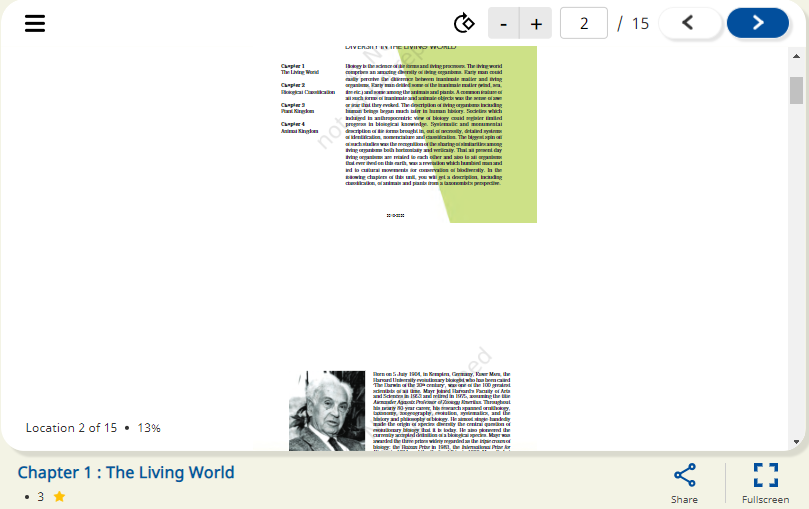 - + 2 / 15
DIVERSITY IN THE LIVING WORLD
Chapter 1
The Living World
Chapter 2
Biological Classification
Chapter 3
Plant Kingdom
Chapter 4
Animal Kingdom
Biology is the science of life forms and living processes. The living world
comprises an amazing diversity of living organisms. Early man could
easily perceive the difference between inanimate matter and living
organisms. Early man deified some of the inanimate matter (wind, sea,
fire etc.) and some among the animals and plants. A common feature of
all such forms of inanimate and animate objects was the sense of awe
or fear that they evoked. The description of living organisms including
human beings began much later in human history. Societies which
indulged in anthropocentric view of biology could register limited
progress in biological knowledge. Systematic and monumental
description of life forms brought in, out of necessity, detailed systems
of identification, nomenclature and classification. The biggest spin off
of such studies was the recognition of the sharing of similarities among
living organisms both horizontally and vertically. That all present day
living organisms are related to each other and also to all organisms
that ever lived on this earth, was a revelation which humbled man and
led to cultural movements for conservation of biodiversity. In the
following chapters of this unit, you will get a description, including
classification, of animals and plants from a taxonomist's perspective.
Born on 5 July 1904, in Kempten, Germany, ERNST MAYR, the
Harvard University evolutionary biologist who has been called
'The Darwin of the 20th century', was one of the 100 greatest
scientists of all time. Mayr joined Harvard's Faculty of Arts
and Sciences in 1953 and retired in 1975, assuming the title
Alexander Agassiz Professor of Zoology Emeritus. Throughout
his nearly 80-year career, his research spanned ornithology,
taxonomy, zoogeography, evolution, systematics, and the
history and philosophy of biology. He almost single-handedly
made the origin of species diversity the central question of
evolutionary biology that it is today. He also pioneered the
currently accepted definition of a biological species. Mayr was
awarded the three prizes widely regarded as the triple crown of
biology: the Balzan Prize in 1983, the International Prize for
Location 2 of 15 • 13%
Chapter 1 : The Living World
• 3
Share
Fullscreen